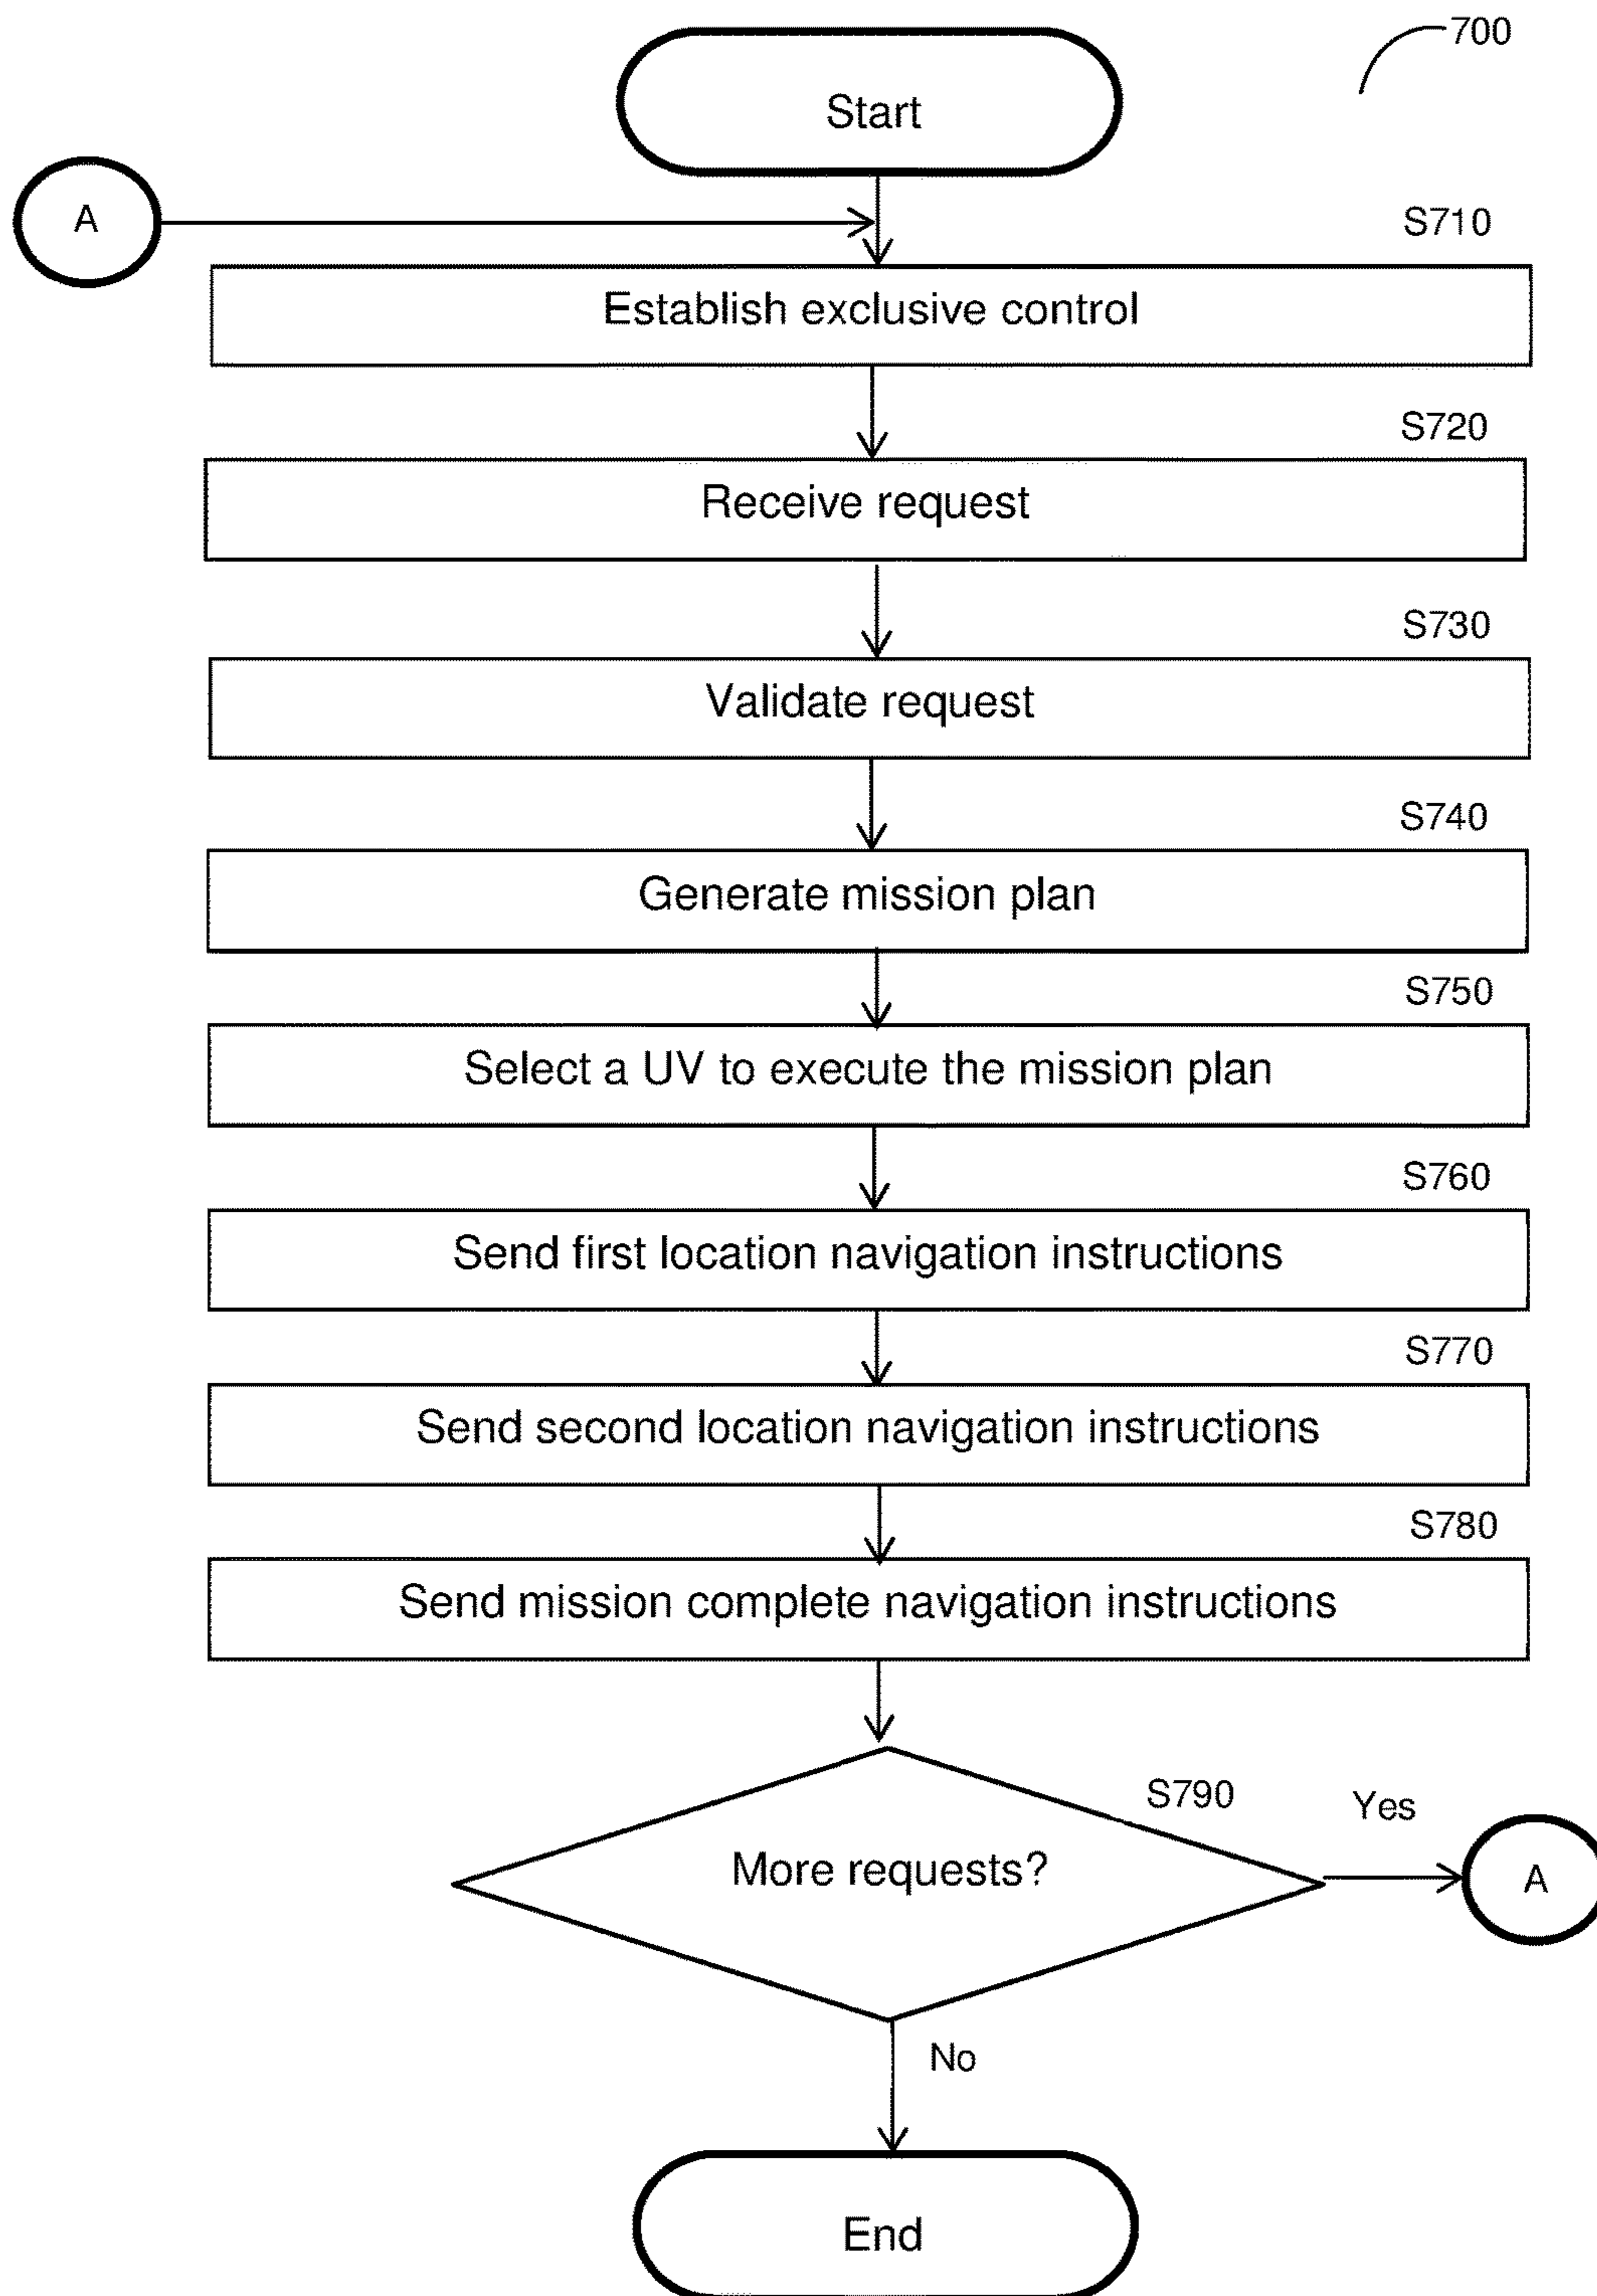 700
Start
A
S710
Establish exclusive control
S720
Receive request
S730
Validate request
S740
Generate mission plan
S750
Select a UV to execute the mission plan
S760
Send first location navigation instructions
S770
Send second location navigation instructions
S780
Send mission complete navigation instructions
S790
Yes
More requests?
A
No
End